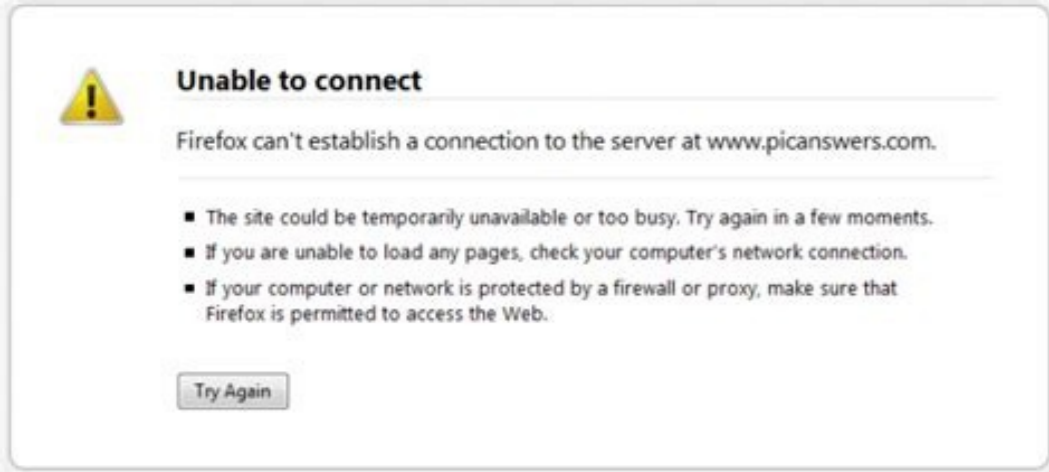 Unable to connect
Firefox can't establish a connection to the server at www.picanswers.com.
■ The site could be temporarily unavailable or too busy. Try again in a few moments.
■ If you are unable to load any pages, check your computer's network connection.
■ If your computer or network is protected by a firewall or proxy, make sure that
Firefox is permitted to access the Web.
Try Again